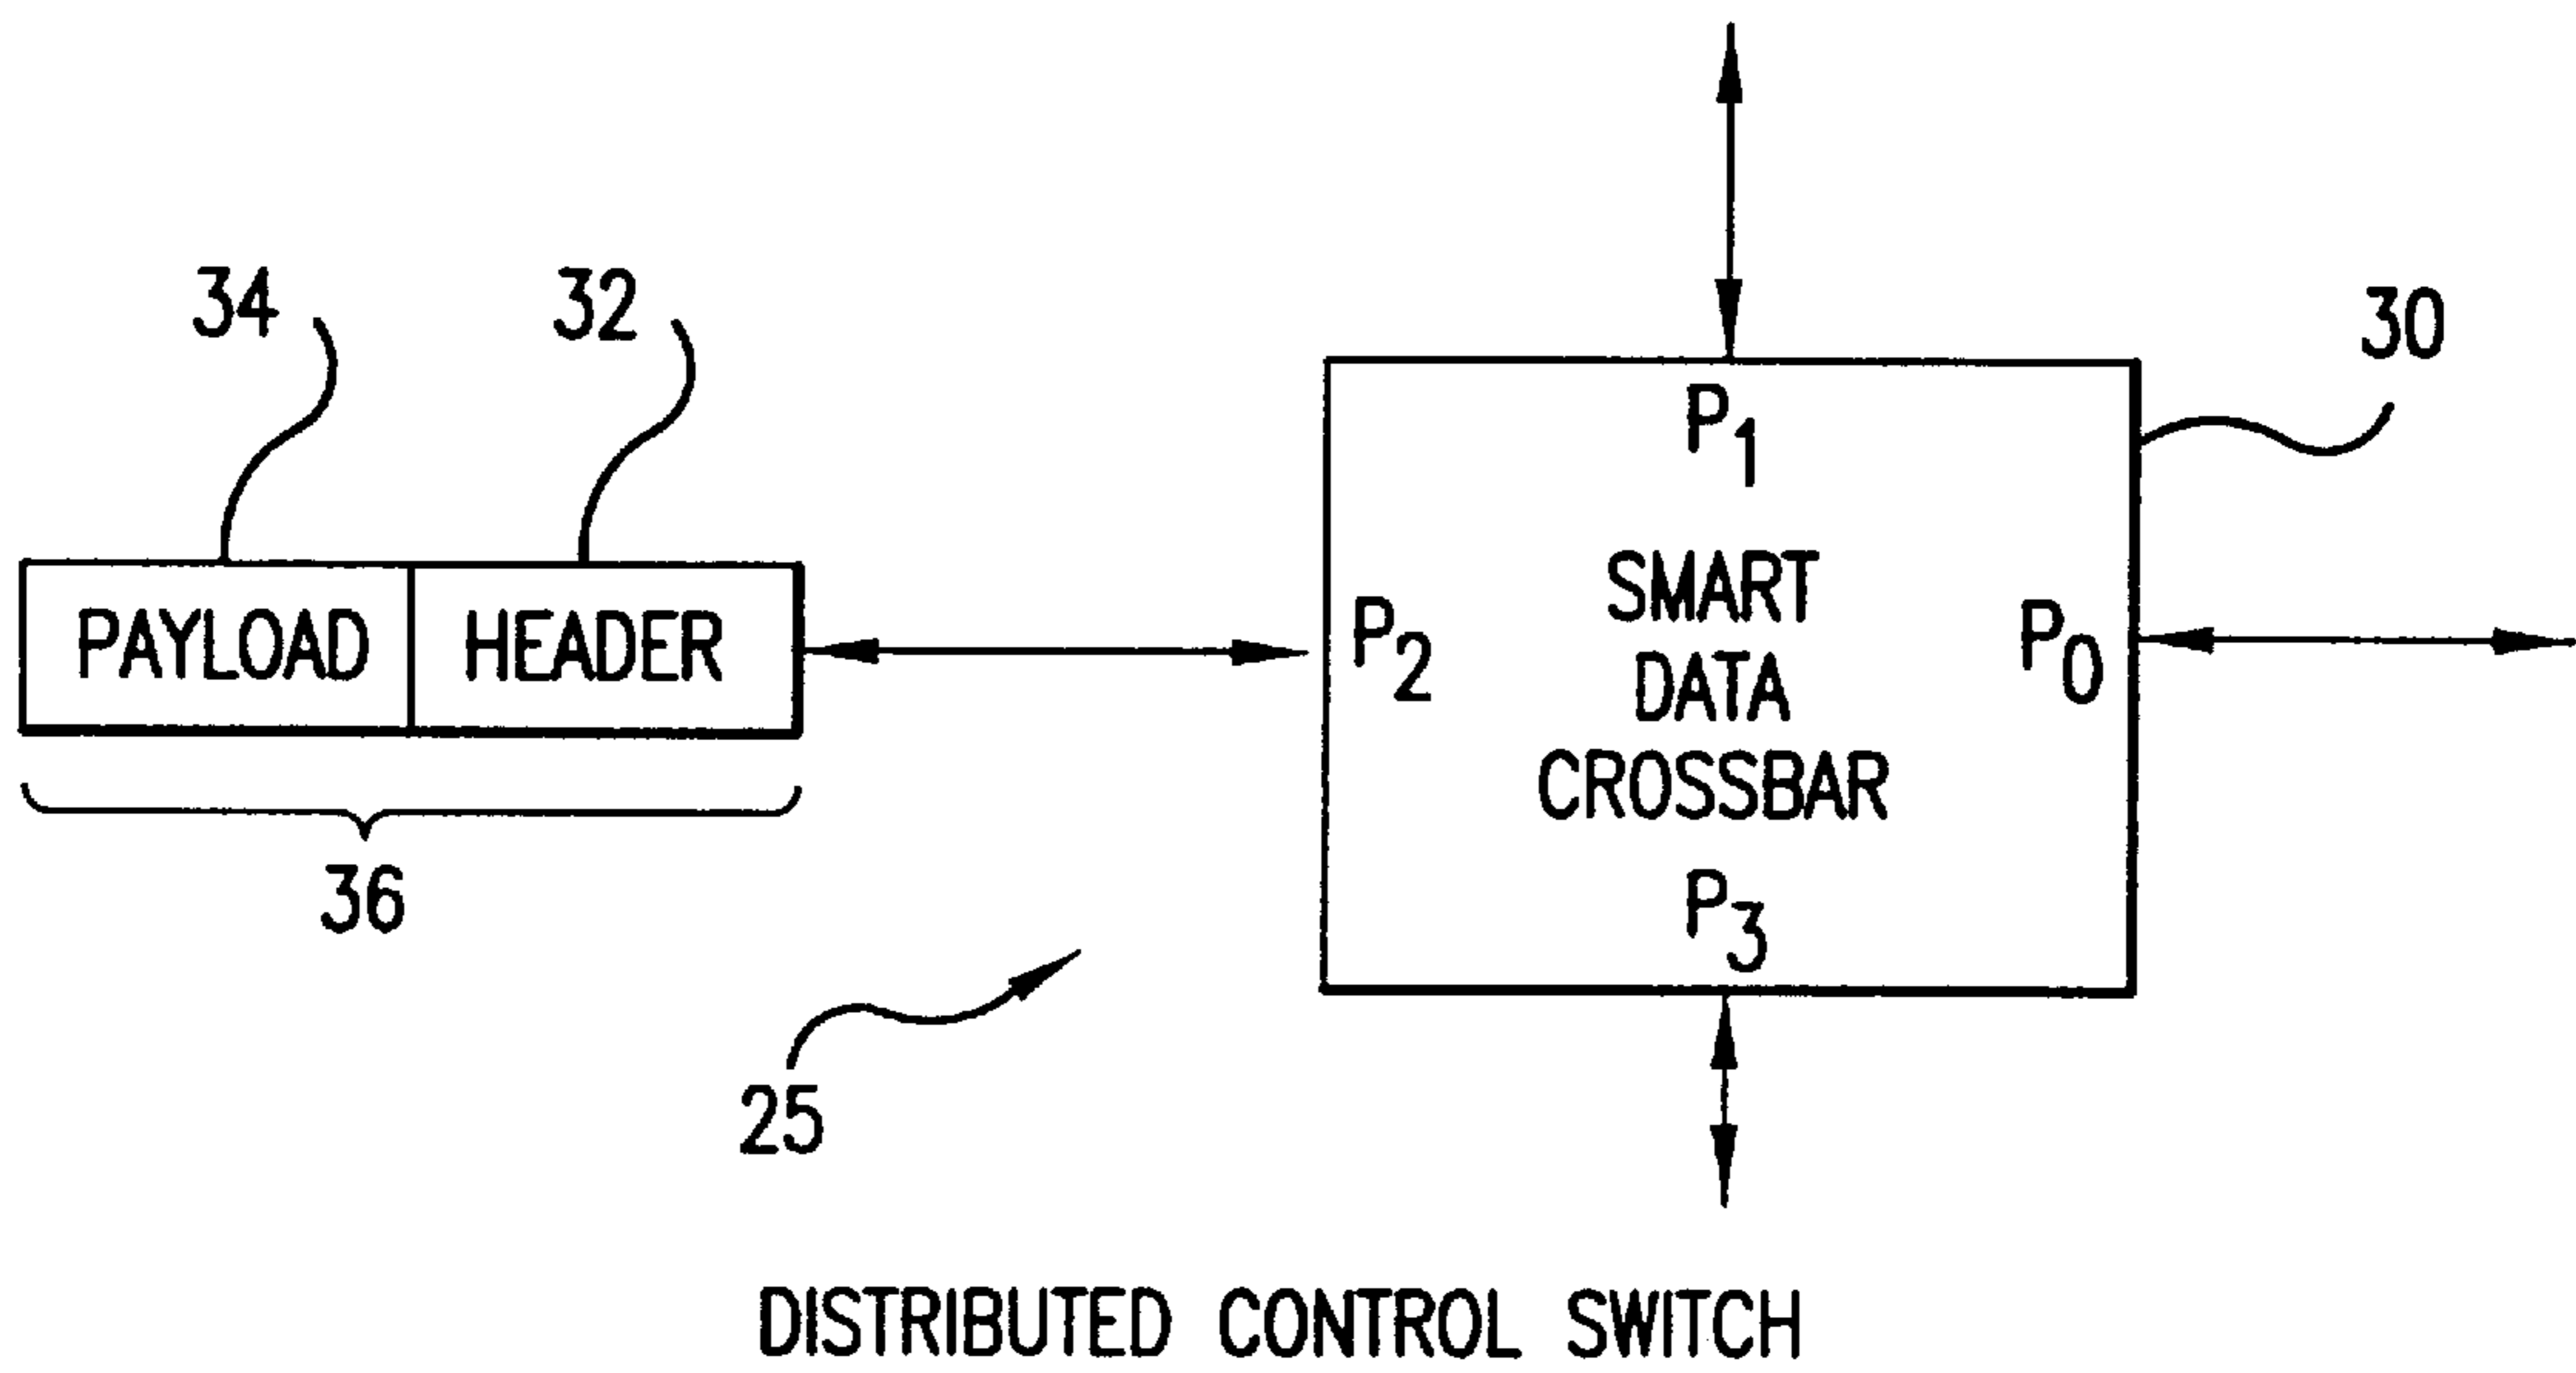 34
32
30
P1
SMART
PAYLOAD HEADER
P2
P0
DATA
CROSSBAR
36
P3
25
DISTRIBUTED CONTROL SWITCH